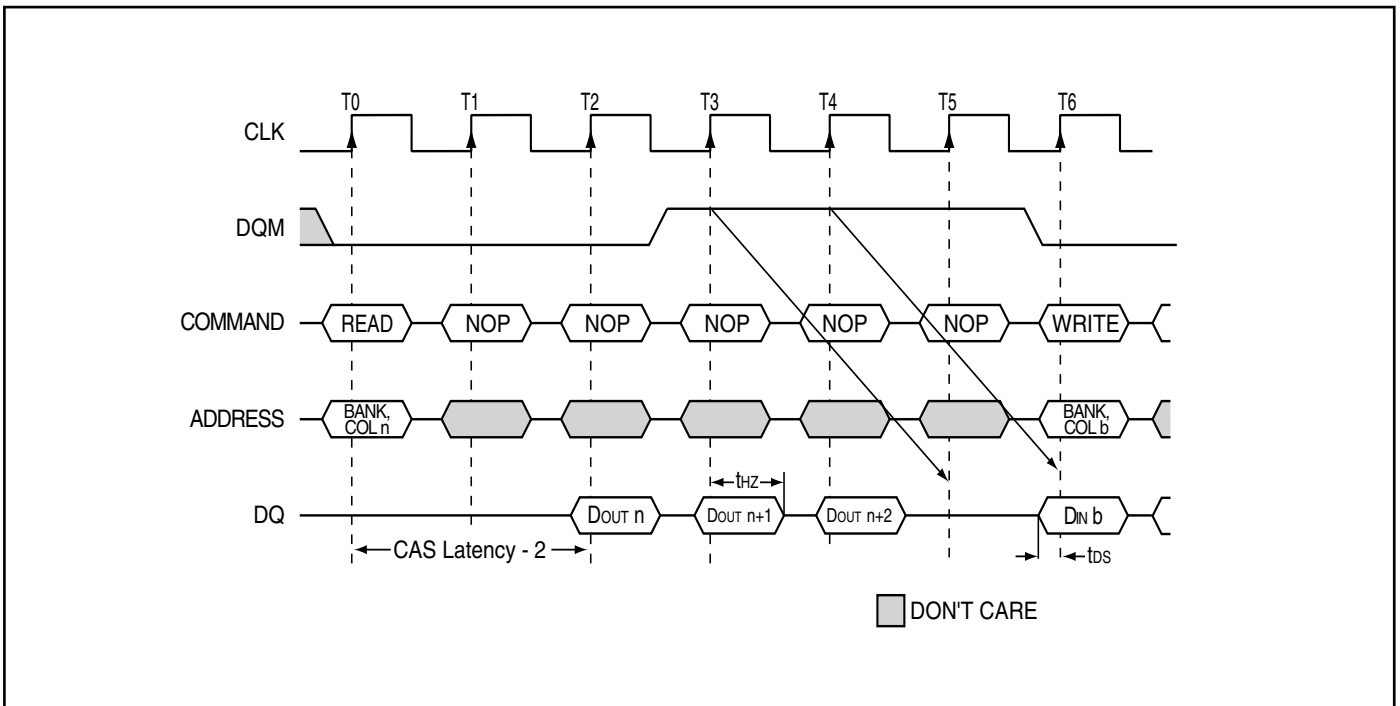 T0 T1 T2 T3 T4 T5 T6
CLK
DQM
COMMAND READ NOP NOP NOP NOP NOP WRITE
ADDRESS BANK, COL n BANK, COL b
tHZ
DQ DOUT n DOUT n+1 DOUT n+2 DIN b
CAS Latency - 2 tDS
DON'T CARE